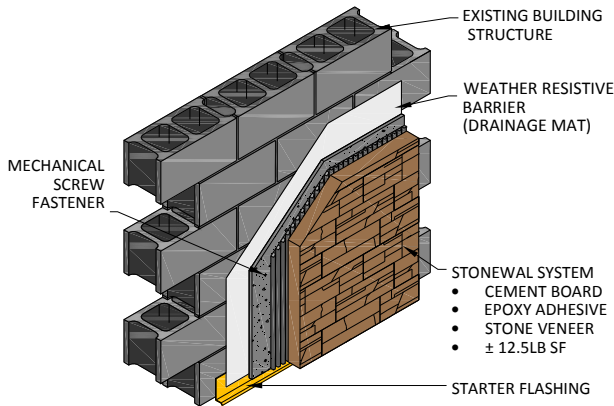 EXISTING BUILDING
STRUCTURE
WEATHER RESISTIVE
BARRIER
(DRAINAGE MAT)
MECHANICAL
SCREW
FASTENER
STONEWAL SYSTEM
• CEMENT BOARD
• EPOXY ADHESIVE
• STONE VENEER
• ± 12.5LB SF
STARTER FLASHING